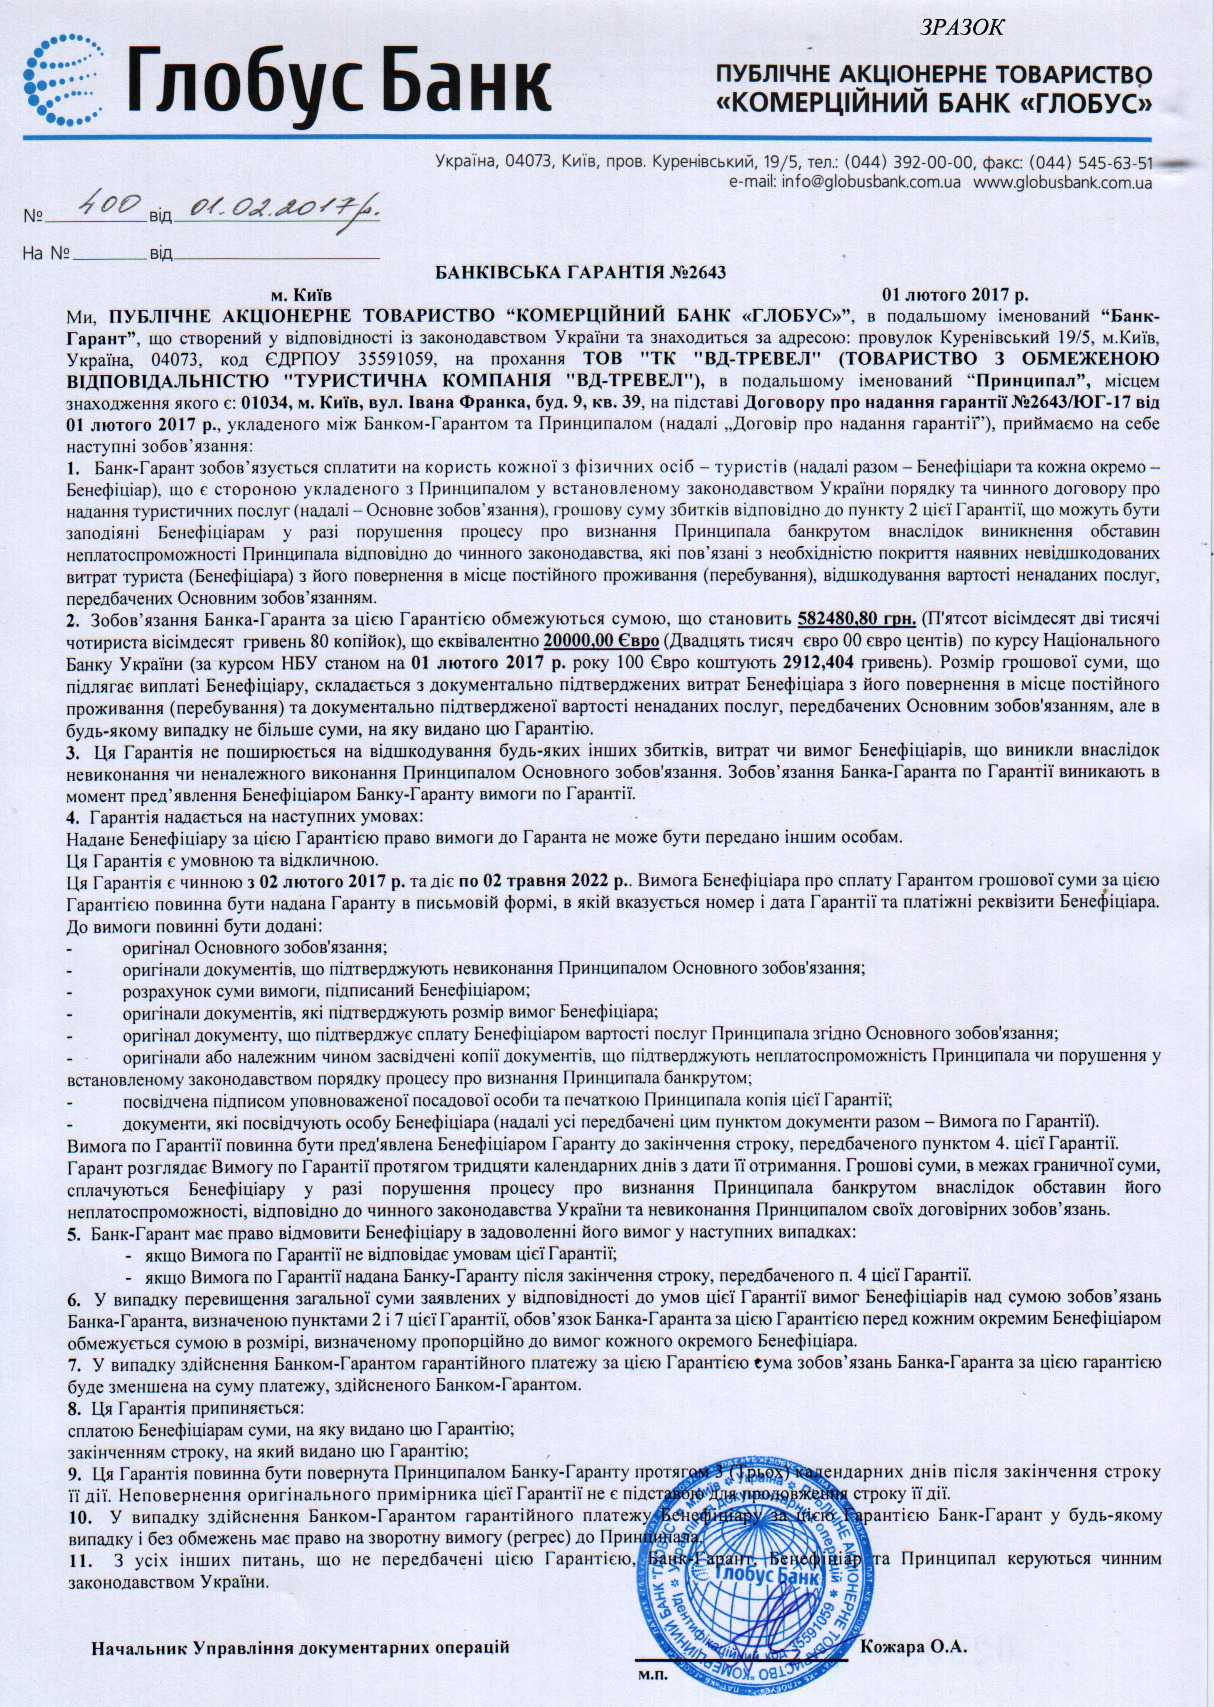 ЗРАЗОК
Глобус Банк
ПУБЛІЧНЕ АКЦІОНЕРНЕ ТОВАРИСТВО
«КОМЕРЦІЙНИЙ БАНК «ГЛОБУС»
Україна, 04073, Київ, пров. Куренівський, 19/5, тел.: (044) 392-00-00, факс: (044) 545-63-51
e-mail: info@globusbank.com.ua www.globusbank.com.ua
№ 400 від 01.02.2017р.
На №________ від____________
БАНКІВСЬКА ГАРАНТІЯ №2643
м. Київ 01 лютого 2017 р.
Ми, ПУБЛІЧНЕ АКЦІОНЕРНЕ ТОВАРИСТВО “КОМЕРЦІЙНИЙ БАНК «ГЛОБУС»”, в подальшому іменований “Банк-
Гарант”, що створений у відповідності із законодавством України та знаходиться за адресою: провулок Куренівський 19/5, м.Київ,
Україна, 04073, код ЄДРПОУ 35591059, на прохання ТОВ "ТК "ВД-ТРЕВЕЛ" (ТОВАРИСТВО З ОБМЕЖЕНОЮ
ВІДПОВІДАЛЬНІСТЮ "ТУРИСТИЧНА КОМПАНІЯ "ВД-ТРЕВЕЛ"), в подальшому іменований “Принципал”, місцем
знаходження якого є: 01034, м. Київ, вул. Івана Франка, буд. 9, кв. 39, на підставі Договору про надання гарантії №2643/ЮГ-17 від
01 лютого 2017 р., укладеного між Банком-Гарантом та Принципалом (надалі „Договір про надання гарантії”), приймаємо на себе
наступні зобов’язання:
1. Банк-Гарант зобов’язується сплатити на користь кожної з фізичних осіб – туристів (надалі разом – Бенефіціари та кожна окремо –
Бенефіціар), що є стороною укладеного з Принципалом у встановленому законодавством України порядку та чинного договору про
надання туристичних послуг (надалі – Основне зобов’язання), грошову суму збитків відповідно до пункту 2 цієї Гарантії, що можуть бути
заподіяні Бенефіціарам у разі порушення процесу про визнання Принципала банкрутом внаслідок виникнення обставин
неплатоспроможності Принципала відповідно до чинного законодавства, які пов’язані з необхідністю покриття наявних невідшкодованих
витрат туриста (Бенефіціара) з його повернення в місце постійного проживання (перебування), відшкодування вартості ненаданих послуг,
передбачених Основним зобов’язанням.
2. Зобов’язання Банка-Гаранта за цією Гарантією обмежуються сумою, що становить 582480,80 грн. (П'ятсот вісімдесят дві тисячі
чотириста вісімдесят гривень 80 копійок), що еквівалентно 20000,00 Євро (Двадцять тисяч євро 00 євро центів) по курсу Національного
Банку України (за курсом НБУ станом на 01 лютого 2017 р. року 100 Євро коштують 2912,404 гривень). Розмір грошової суми, що
підлягає виплаті Бенефіціару, складається з документально підтверджених витрат Бенефіціара з його повернення в місце постійного
проживання (перебування) та документально підтвердженої вартості ненаданих послуг, передбачених Основним зобов'язанням, але в
будь-якому випадку не більше суми, на яку видано цю Гарантію.
3. Ця Гарантія не поширюється на відшкодування будь-яких інших збитків, витрат чи вимог Бенефіціарів, що виникли внаслідок
невиконання чи неналежного виконання Принципалом Основного зобов'язання. Зобов’язання Банка-Гаранта по Гарантії виникають в
момент пред’явлення Бенефіціаром Банку-Гаранту вимоги по Гарантії.
4. Гарантія надається на наступних умовах:
Надане Бенефіціару за цією Гарантією право вимоги до Гаранта не може бути передано іншим особам.
Ця Гарантія є умовною та відкличною.
Ця Гарантія є чинною з 02 лютого 2017 р. та діє по 02 травня 2022 р.. Вимога Бенефіціара про сплату Гарантом грошової суми за цією
Гарантією повинна бути надана Гаранту в письмовій формі, в якій вказується номер і дата Гарантії та платіжні реквізити Бенефіціара.
До вимоги повинні бути додані:
- оригінал Основного зобов'язання;
- оригінали документів, що підтверджують невиконання Принципалом Основного зобов'язання;
- розрахунок суми вимоги, підписаний Бенефіціаром;
- оригінали документів, які підтверджують розмір вимог Бенефіціара;
- оригінал документу, що підтверджує сплату Бенефіціаром вартості послуг Принципала згідно Основного зобов'язання;
- оригінали або належним чином засвідчені копії документів, що підтверджують неплатоспроможність Принципала чи порушення у
встановленому законодавством порядку процесу про визнання Принципала банкрутом;
- посвідчена підписом уповноваженої посадової особи та печаткою Принципала копія цієї Гарантії;
- документи, які посвідчують особу Бенефіціара (надалі усі передбачені цим пунктом документи разом – Вимога по Гарантії).
Вимога по Гарантії повинна бути пред'явлена Бенефіціаром Гаранту до закінчення строку, передбаченого пунктом 4. цієї Гарантії.
Гарант розглядає Вимогу по Гарантії протягом тридцяти календарних днів з дати її отримання. Грошові суми, в межах граничної суми,
сплачуються Бенефіціару у разі порушення процесу про визнання Принципала банкрутом внаслідок обставин його
неплатоспроможності, відповідно до чинного законодавства України та невиконання Принципалом своїх договірних зобов’язань.
5. Банк-Гарант має право відмовити Бенефіціару в задоволенні його вимог у наступних випадках:
- якщо Вимога по Гарантії не відповідає умовам цієї Гарантії;
- якщо Вимога по Гарантії надана Банку-Гаранту після закінчення строку, передбаченого п. 4 цієї Гарантії.
6. У випадку перевищення загальної суми заявлених у відповідності до умов цієї Гарантії вимог Бенефіціарів над сумою зобов’язань
Банка-Гаранта, визначеною пунктами 2 і 7 цієї Гарантії, обов’язок Банка-Гаранта за цією Гарантією перед кожним окремим Бенефіціаром
обмежується сумою в розмірі, визначеному пропорційно до вимог кожного окремого Бенефіціара.
7. У випадку здійснення Банком-Гарантом гарантійного платежу за цією Гарантією сума зобов’язань Банка-Гаранта за цією гарантією
буде зменшена на суму платежу, здійсненого Банком-Гарантом.
8. Ця Гарантія припиняється:
сплатою Бенефіціарам суми, на яку видано цю Гарантію;
закінченням строку, на який видано цю Гарантію;
9. Ця Гарантія повинна бути повернута Принципалом Банку-Гаранту протягом 3 (Трьох) календарних днів після закінчення строку
її дії. Неповернення оригінального примірника цієї Гарантії не є підставою для продовження строку її дії.
10. У випадку здійснення Банком-Гарантом гарантійного платежу Бенефіціару за цією Гарантією Банк-Гарант у будь-якому
випадку і без обмежень має право на зворотну вимогу (регрес) до Принципала.
11. З усіх інших питань, що не передбачені цією Гарантією, Банк-Гарант, Бенефіціар та Принципал керуються чинним
законодавством України.
Глобус Банк
ПУБЛІЧНЕ АКЦІОНЕРНЕ ТОВАРИСТВО "КОМЕРЦІЙНИЙ БАНК "ГЛОБУС" * м.Київ * Україна *
Управління документарних операцій * Ідентифікаційний код 35591059 *
Начальник Управління документарних операцій Кожара О.А.
м.п.